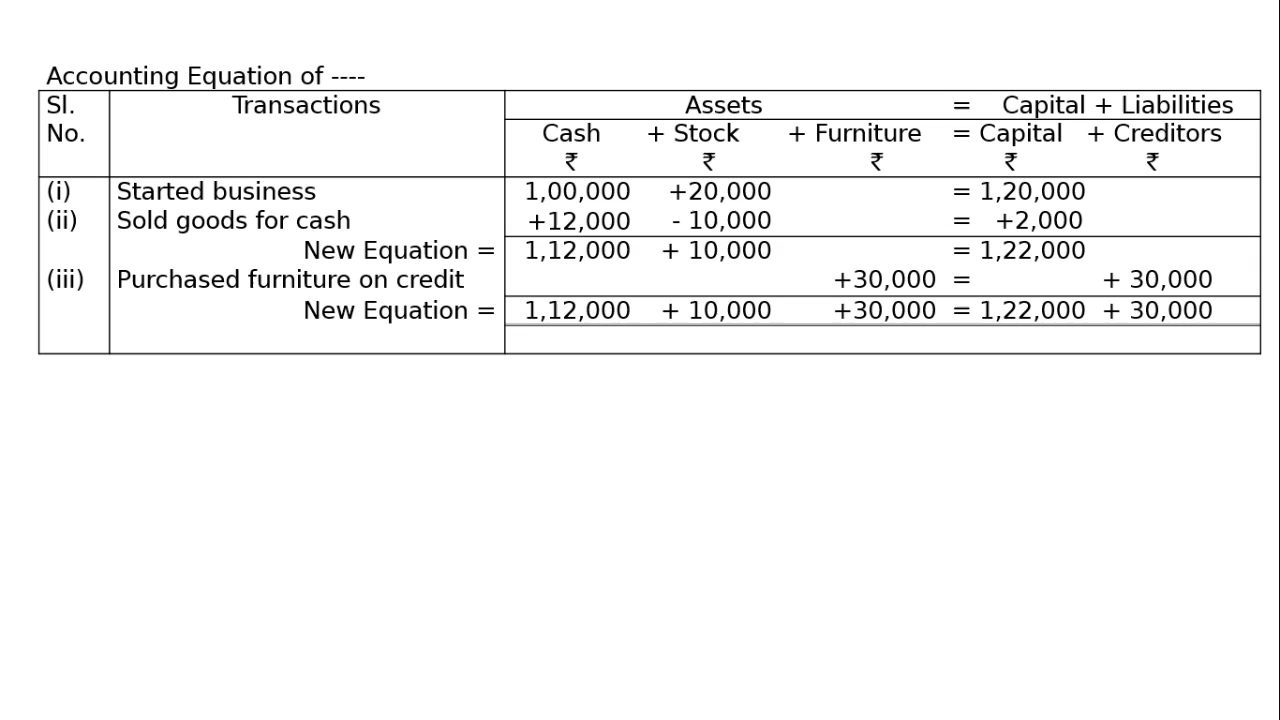 Accounting Equation of ----
Sl. Transactions Assets = Capital + Liabilities
No. Cash + Stock + Furniture = Capital + Creditors
₹ ₹ ₹ ₹ ₹
(i) Started business 1,00,000 +20,000 = 1,20,000
(ii) Sold goods for cash +12,000 - 10,000 = +2,000
New Equation = 1,12,000 + 10,000 = 1,22,000
(iii) Purchased furniture on credit +30,000 = + 30,000
New Equation = 1,12,000 + 10,000 +30,000 = 1,22,000 + 30,000